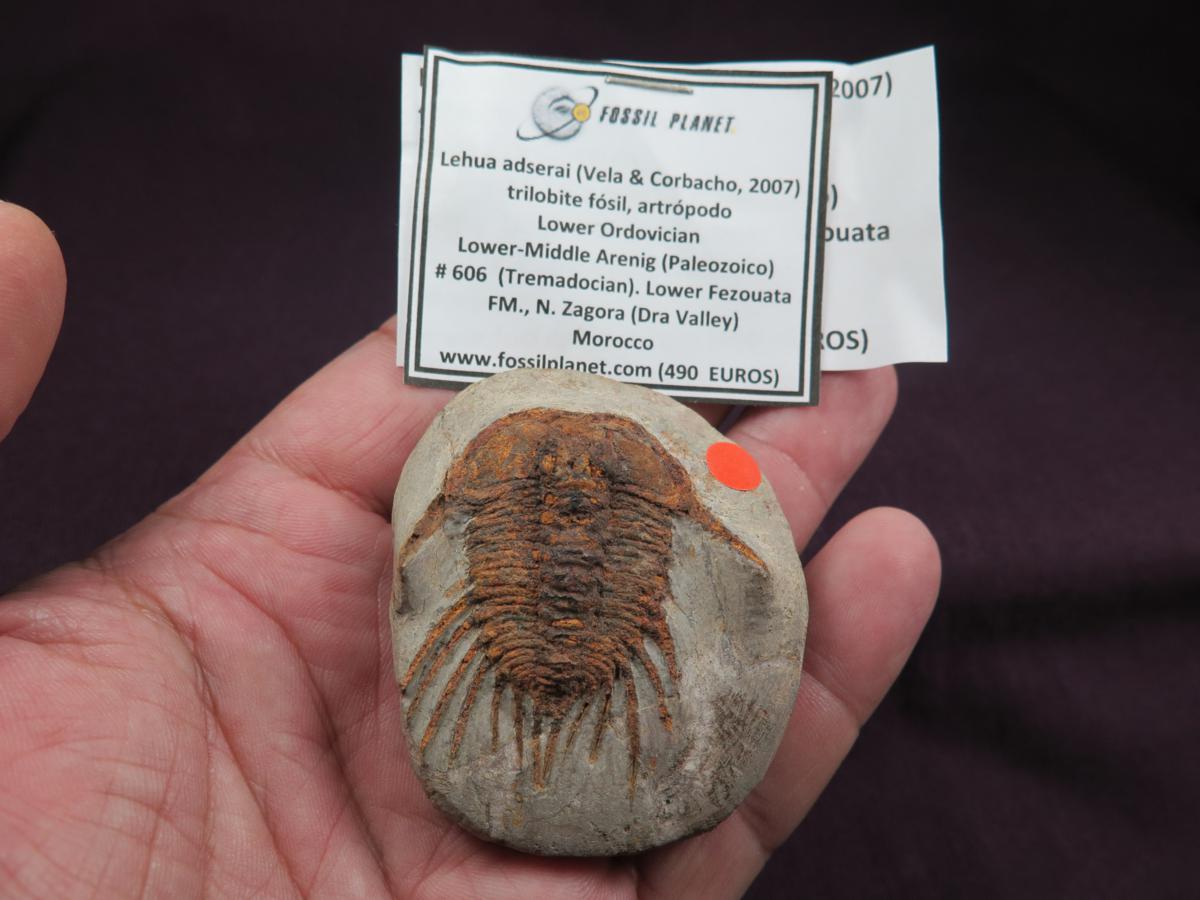 FOSSIL PLANET
Lehua adserai (Vela & Corbacho, 2007)
trilobite fósil, artrópodo
Lower Ordovician
Lower-Middle Arenig (Paleozoico)
# 606 (Tremadocian). Lower Fezouata
FM., N. Zagora (Dra Valley)
Morocco
www.fossilplanet.com (490 EUROS)
2007)
)
ouata
ROS)